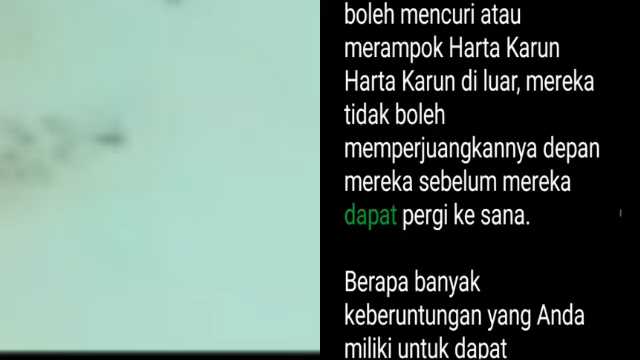 boleh mencuri atau
merampok Harta Karun
Harta Karun di luar, mereka
tidak boleh
memperjuangkannya depan
mereka sebelum mereka
dapat pergi ke sana.
Berapa banyak
keberuntungan yang Anda
miliki untuk dapat